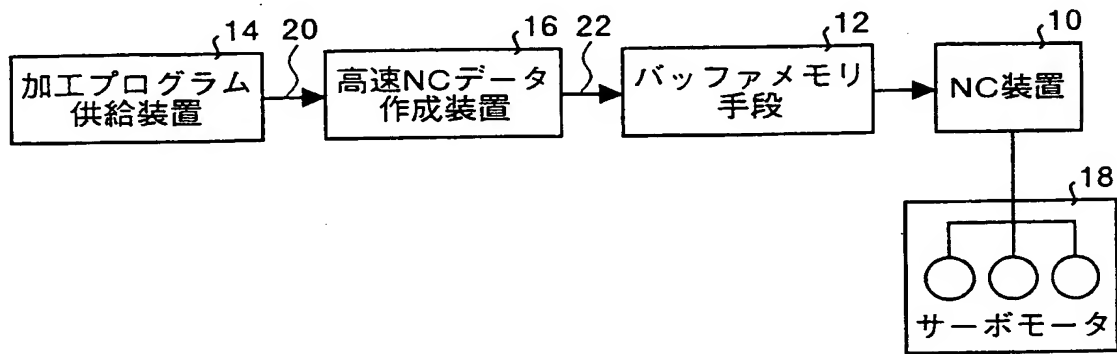 14
加工プログラム
供給装置
20
16
高速NCデータ
作成装置
22
12
バッファメモリ
手段
10
NC装置
18
サーボモータ